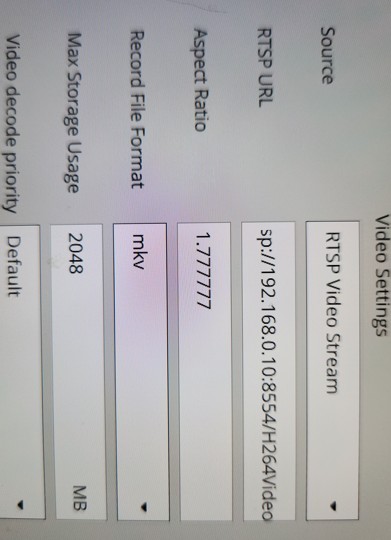 Video Settings
Source RTSP Video Stream
RTSP URL sp://192.168.0.10:8554/H264Video
Aspect Ratio 1.777777
Record File Format mkv
Max Storage Usage 2048 MB
Video decode priority Default